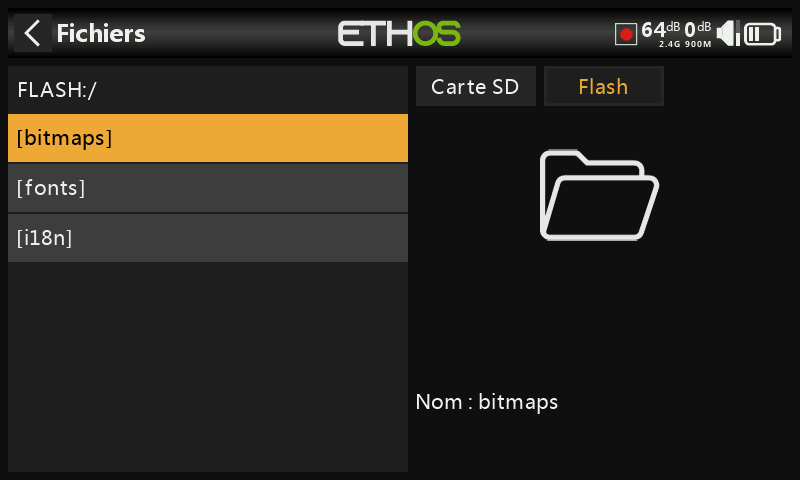 Fichiers
ETHOS
64dB 0dB
2.4G 900M
FLASH:/
[bitmaps]
[fonts]
[i18n]
Carte SD
Flash
Nom : bitmaps